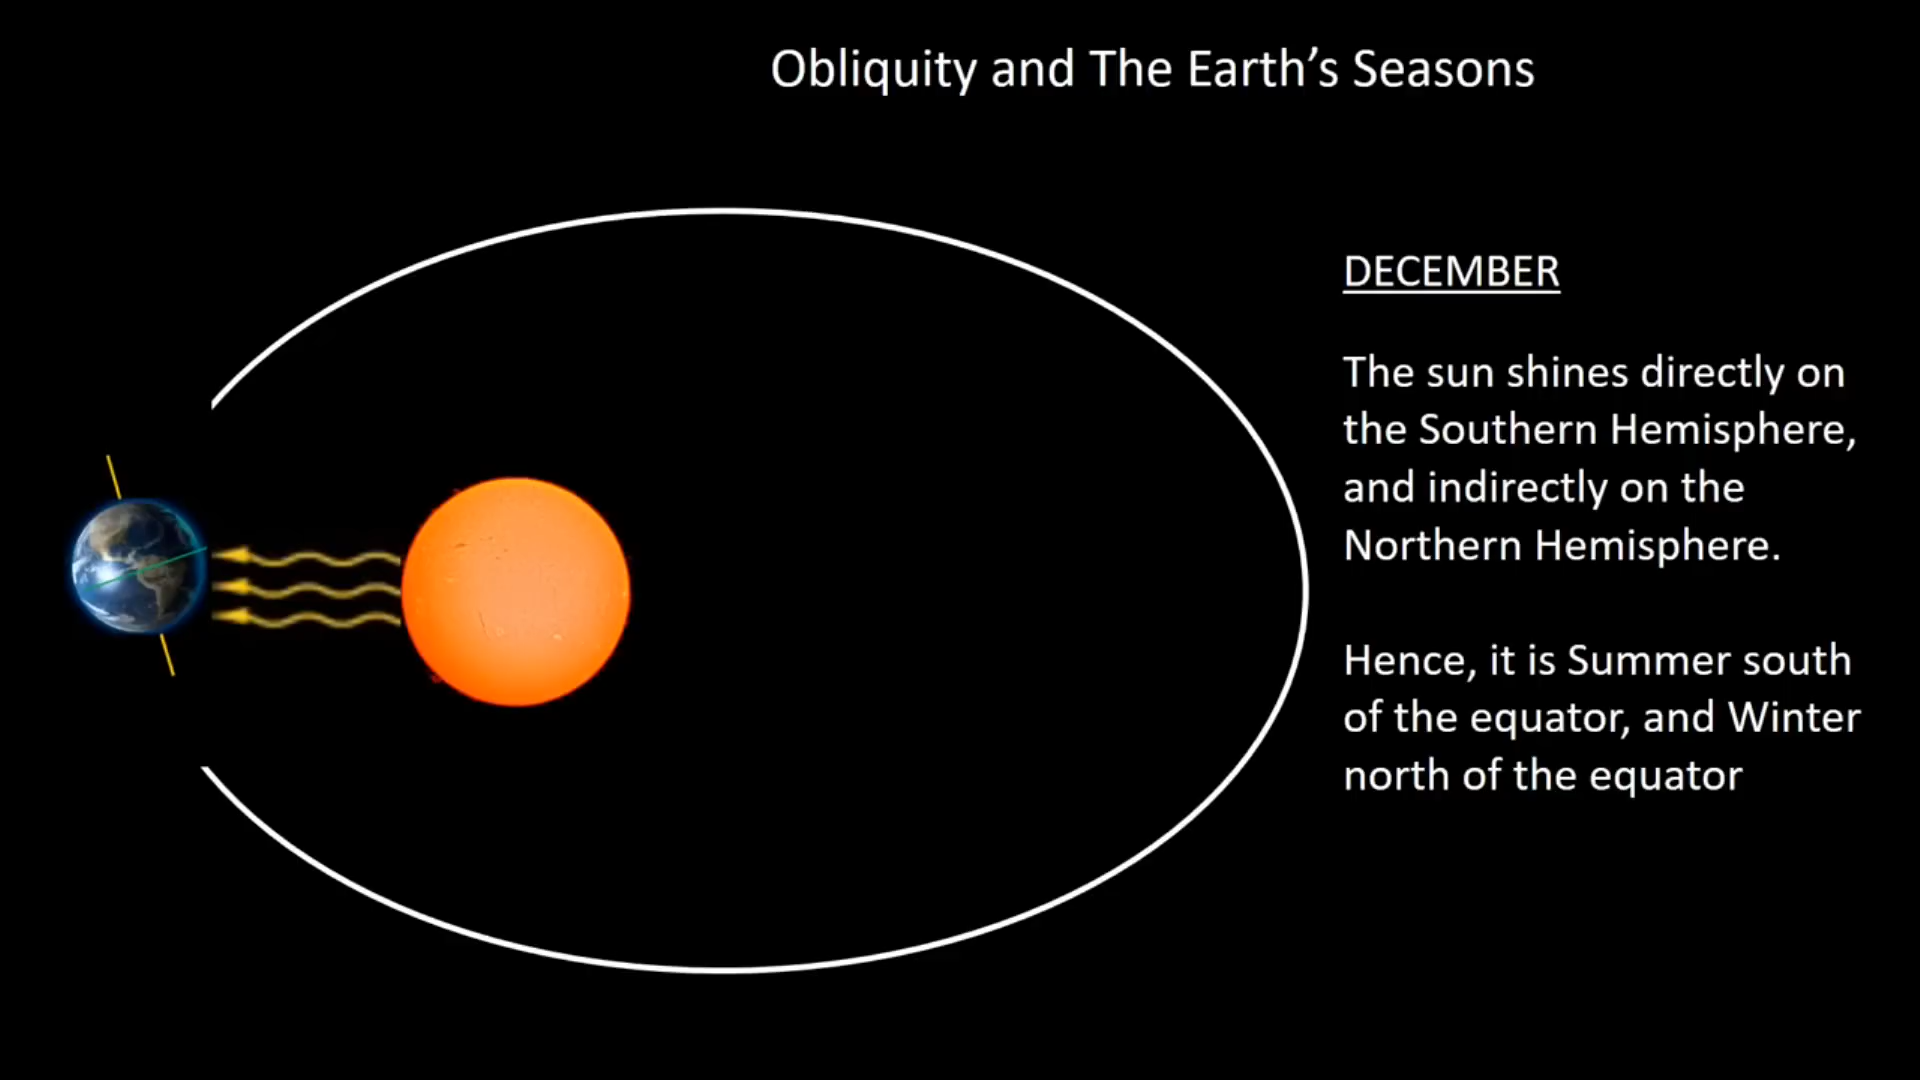 Obliquity and The Earth’s Seasons
DECEMBER
The sun shines directly on
the Southern Hemisphere,
and indirectly on the
Northern Hemisphere.
Hence, it is Summer south
of the equator, and Winter
north of the equator